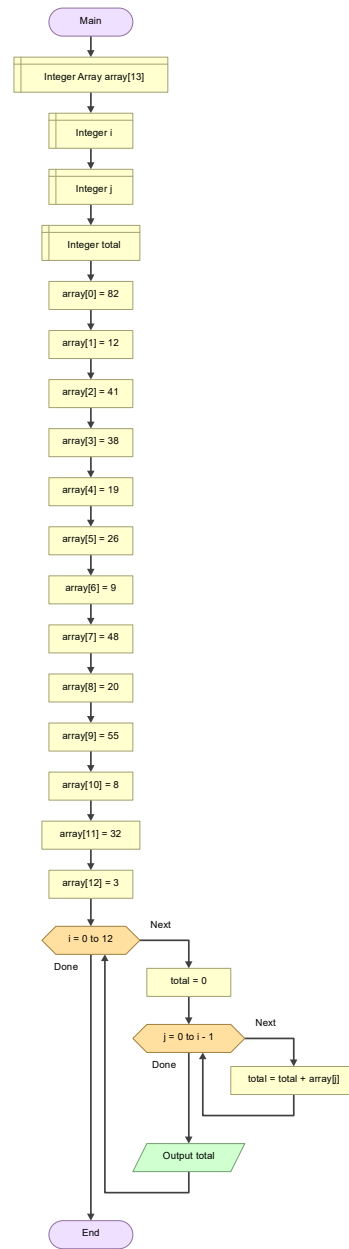 Main
Integer Array array[13]
Integer i
Integer j
Integer total
array[0] = 82
array[1] = 12
array[2] = 41
array[3] = 38
array[4] = 19
array[5] = 26
array[6] = 9
array[7] = 48
array[8] = 20
array[9] = 55
array[10] = 8
array[11] = 32
array[12] = 3
i = 0 to 12
Next
Done
total = 0
j = 0 to i - 1
Next
Done
total = total + array[j]
Output total
End